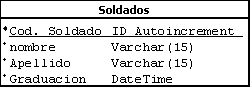 Soldados
Cod. Soldado ID Autoincrement
nombre Varchar(15)
Apellido Varchar(15)
Graduacion DateTime